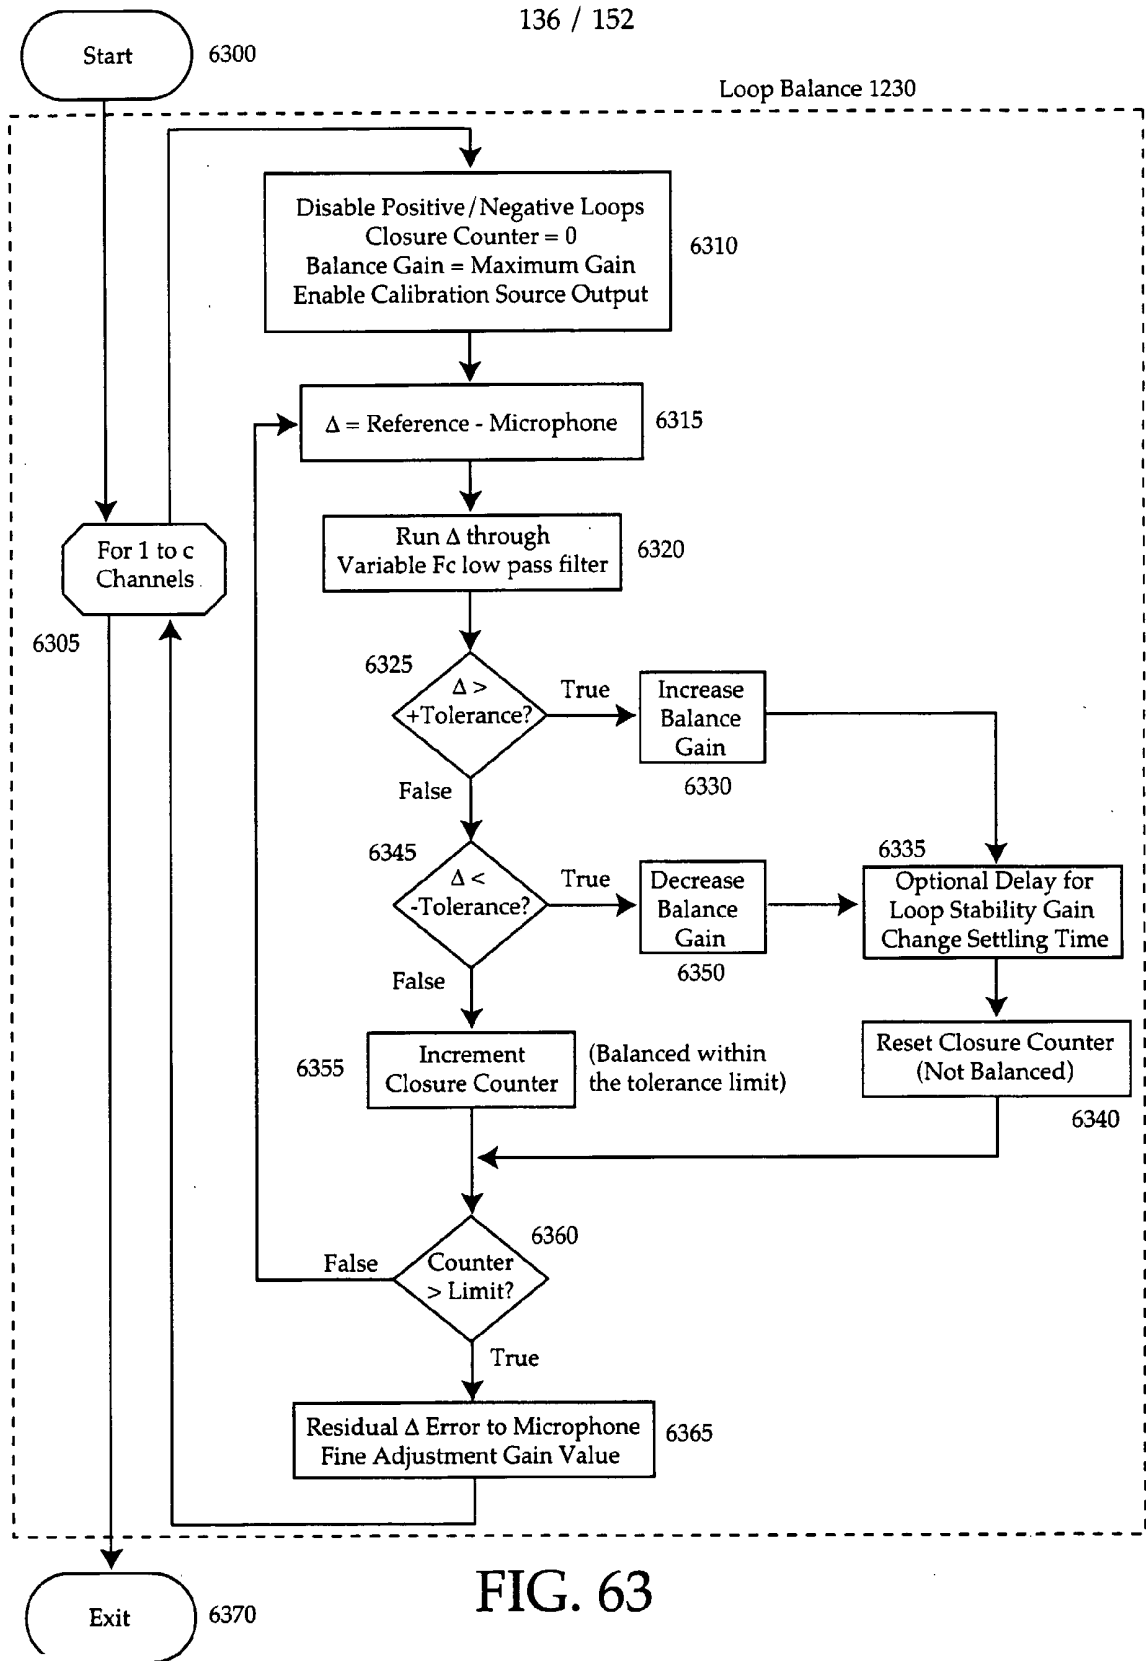 136 / 152
Start
6300
Loop Balance 1230
Disable Positive/Negative Loops
Closure Counter = 0
Balance Gain = Maximum Gain
Enable Calibration Source Output
6310
Δ = Reference - Microphone
6315
For 1 to c
Channels
6305
Run Δ through
Variable Fc low pass filter
6320
6325
Δ >
+Tolerance?
True
Increase
Balance
Gain
6330
False
6345
Δ <
-Tolerance?
True
Decrease
Balance
Gain
6350
6335
Optional Delay for
Loop Stability Gain
Change Settling Time
False
6355
Increment
Closure Counter
(Balanced within
the tolerance limit)
Reset Closure Counter
(Not Balanced)
6340
6360
Counter
> Limit?
False
True
Residual Δ Error to Microphone
Fine Adjustment Gain Value
6365
Exit
6370
FIG. 63